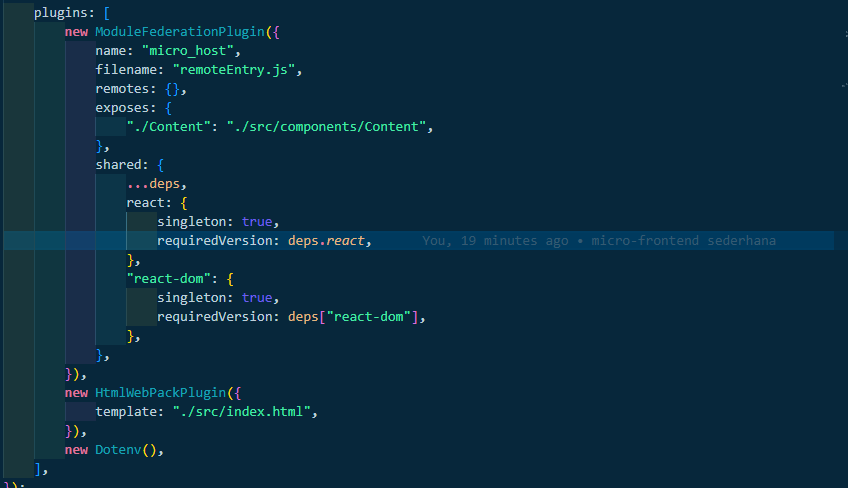 plugins: [
new ModuleFederationPlugin({
name: "micro_host",
filename: "remoteEntry.js",
remotes: {},
exposes: {
"./Content": "./src/components/Content",
},
shared: {
...deps,
react: {
singleton: true,
requiredVersion: deps.react, You, 19 minutes ago • micro-frontend sederhana
},
"react-dom": {
singleton: true,
requiredVersion: deps["react-dom"],
},
},
}),
new HtmlWebPackPlugin({
template: "./src/index.html",
}),
new Dotenv(),
],
});